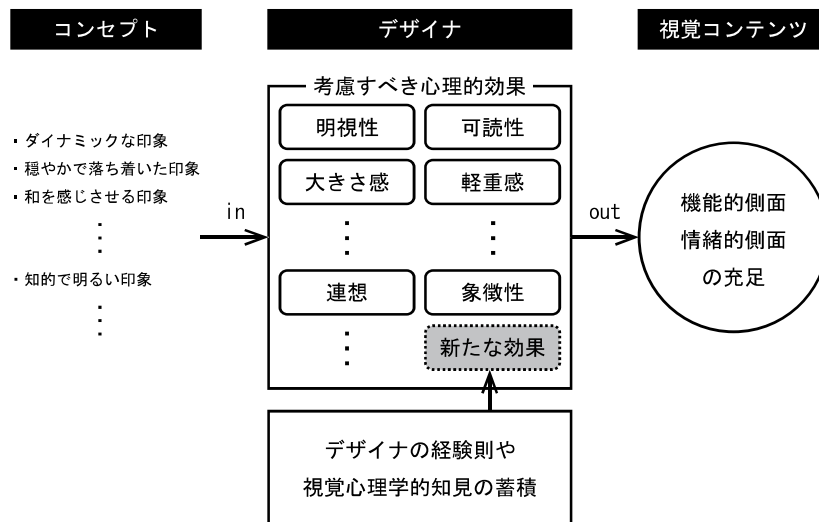 コンセプト
デザイナ
視覚コンテンツ
・ダイナミックな印象
・穏やかで落ち着いた印象
・和を感じさせる印象
・知的で明るい印象
in
考慮すべき心理的効果
明視性
可読性
大きさ感
軽重感
連想
象徴性
新たな効果
デザイナの経験則や
視覚心理学的知見の蓄積
out
機能的側面
情緒的側面
の充足